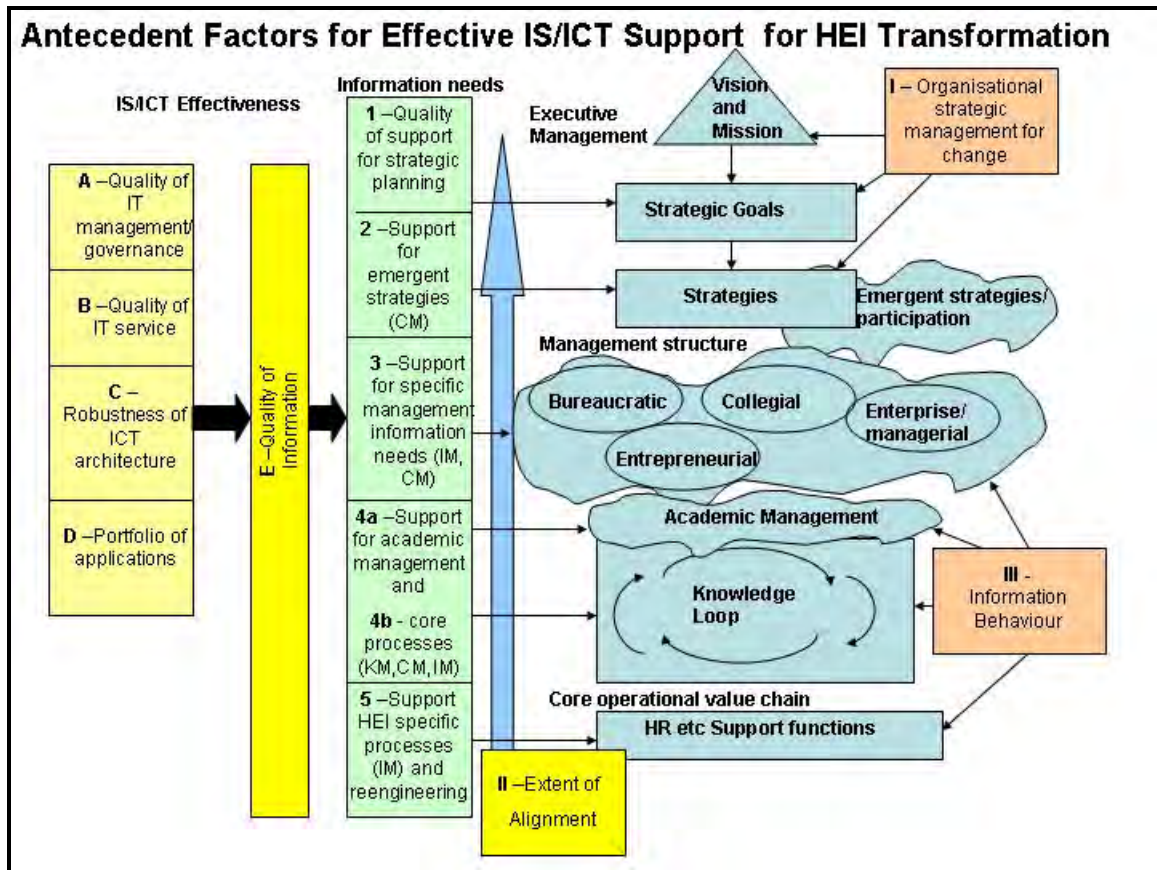 Antecedent Factors for Effective IS/ICT Support for HEI Transformation
IS/ICT Effectiveness
A –Quality of
IT
management/
governance
B –Quality of
IT service
C –
Robustness of
ICT
architecture
D –Portfolio of
applications
E –Quality of
Information
Information needs
1 –Quality
of support
for strategic
planning
2 –Support
for
emergent
strategies
(CM)
3 –Support
for specific
management
information
needs (IM,
CM)
4a –Support
for academic
management
and
4b - core
processes
(KM,CM,IM)
5 –Support
HEI specific
processes
(IM) and
reengineering
II –Extent of
Alignment
Executive
Management
Vision
and
Mission
Strategic Goals
Strategies
Emergent strategies/
participation
Management structure
Bureaucratic
Collegial
Enterprise/
managerial
Entrepreneurial
Academic Management
Knowledge
Loop
Core operational value chain
HR etc Support functions
I – Organisational
strategic
management for
change
III -
Information
Behaviour